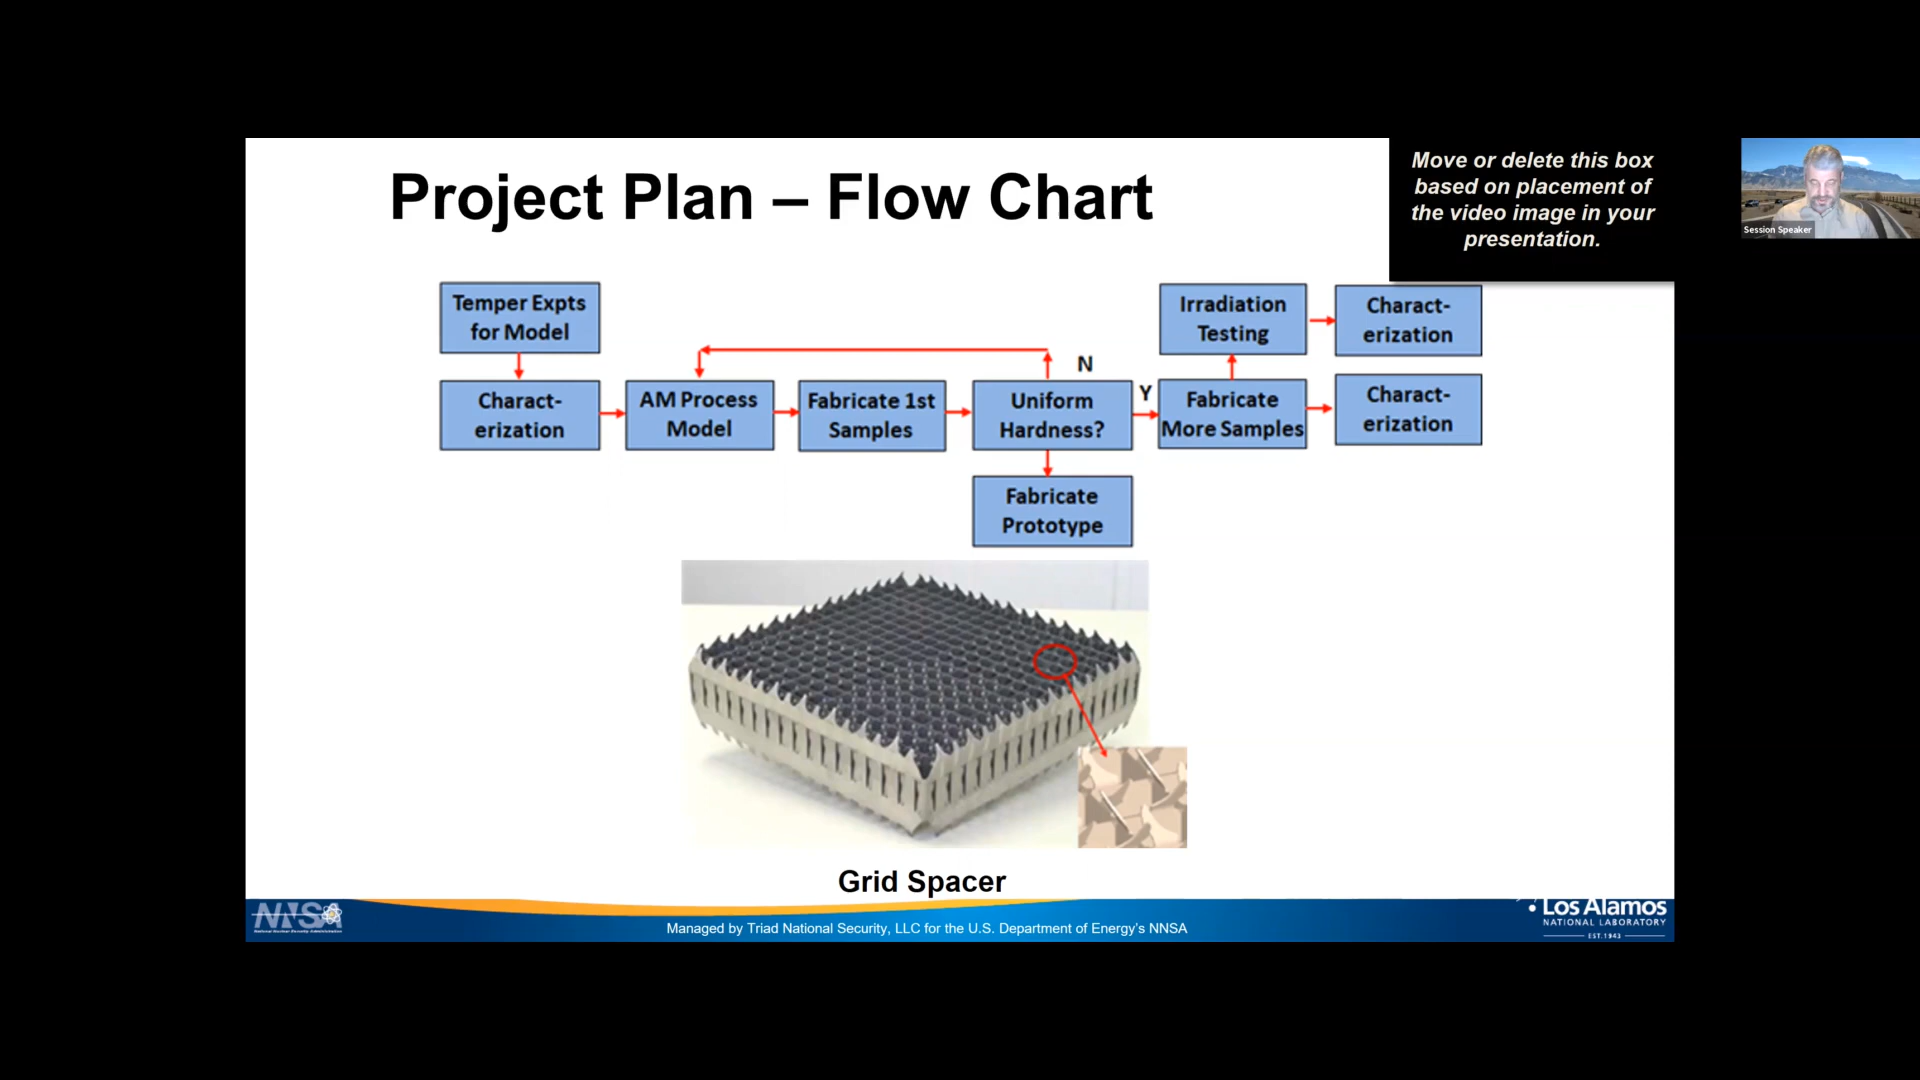 Project Plan – Flow Chart
Move or delete this box
based on placement of
the video image in your
presentation.
Session Speaker
Temper Expts
for Model
Irradiation
Testing
Charact-
erization
N
Y
Charact-
erization
AM Process
Model
Fabricate 1st
Samples
Uniform
Hardness?
Fabricate
More Samples
Charact-
erization
Fabricate
Prototype
Grid Spacer
NNSA
National Nuclear Security Administration
Managed by Triad National Security, LLC for the U.S. Department of Energy’s NNSA
Los Alamos
NATIONAL LABORATORY
EST.1943